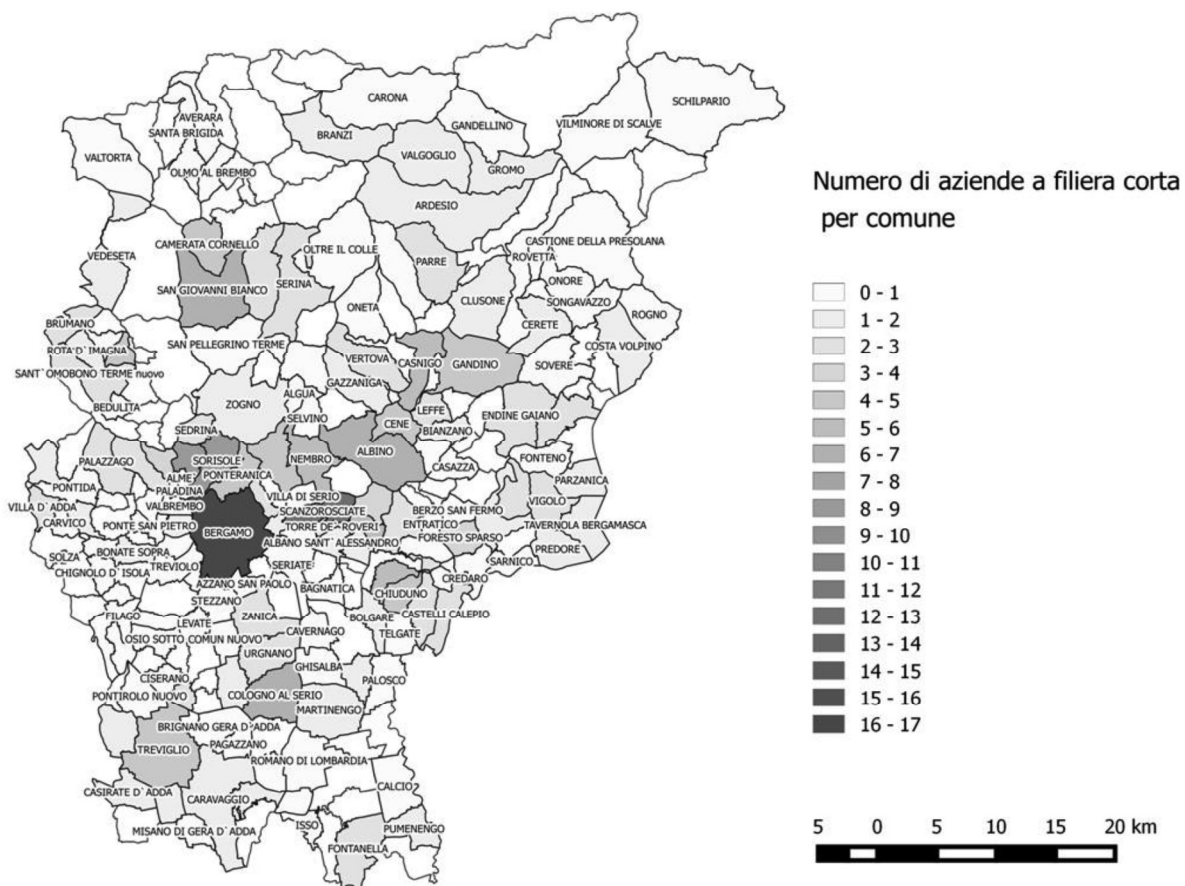 CARONA
SCHILPARIO
AVERARA
GANDELLINO
SANTA BRIGIDA
BRANZI
VILMINORE DI SCALVE
VALTORTA
VALGOGLIO
GROMO
OLMO AL BREMBO
ARDESIO
CAMERATA CORNELLO
OLTRE IL COLLE
CASTIONE DELLA PRESOLANA
VEDESETA
PARRE
ROVETTA
SAN GIOVANNI BIANCO
SERINA
ONORE
CLUSONE
SONGAVAZZO
ONETA
ROGNO
BRUMANO
CERETE
SAN PELLEGRINO TERME
COSTA VOLPINO
ROTA D`IMAGNA
VERTOVA
CASNIGO
GANDINO
SOVERE
SANT`OMOBONO TERME nuovo
GAZZANIGA
ALGUA
BEDULITA
ZOGNO
LEFFE
ENDINE GAIANO
SELVINO
SEDRINA
CENE
BIANZANO
PALAZZAGO
SORISOLE
NEMBRO
ALBINO
FONTENO
CASAZZA
ALME
PONTERANICA
PONTIDA
PALADINA
PARZANICA
VILLA DI SERIO
VILLA D`ADDA
VALBREMBO
SCANZOROSCIATE
BERZO SAN FERMO
VIGOLO
CARVICO
PONTE SAN PIETRO
BERGAMO
TORRE DE` ROVERI
ENTRATICO
TAVERNOLA BERGAMASCA
ALBANO SANT`ALESSANDRO
FORESTO SPARSO
SOLZA
BONATE SOPRA
PREDORE
TREVIOLO
SERIATE
SARNICO
CHIGNOLO D`ISOLA
AZZANO SAN PAOLO
CREDARO
BAGNATICA
CHIUDUNO
STEZZANO
FILAGO
LEVATE
ZANICA
BOLGARE
CASTELLI CALEPIO
CAVERNAGO
TELGATE
OSIO SOTTO
COMUN NUOVO
URGNANO
GHISALBA
CISERANO
PALOSCO
PONTIROLO NUOVO
COLOGNO AL SERIO
MARTINENGO
BRIGNANO GERA D`ADDA
TREVIGLIO
PAGAZZANO
ROMANO DI LOMBARDIA
CALCIO
CASIRATE D`ADDA
CARAVAGGIO
MISANO DI GERA D`ADDA
ISSO
PUMENENGO
FONTANELLA
Numero di aziende a filiera corta
per comune
0 - 1
1 - 2
2 - 3
3 - 4
4 - 5
5 - 6
6 - 7
7 - 8
8 - 9
9 - 10
10 - 11
11 - 12
12 - 13
13 - 14
14 - 15
15 - 16
16 - 17
5 0 5 10 15 20 km